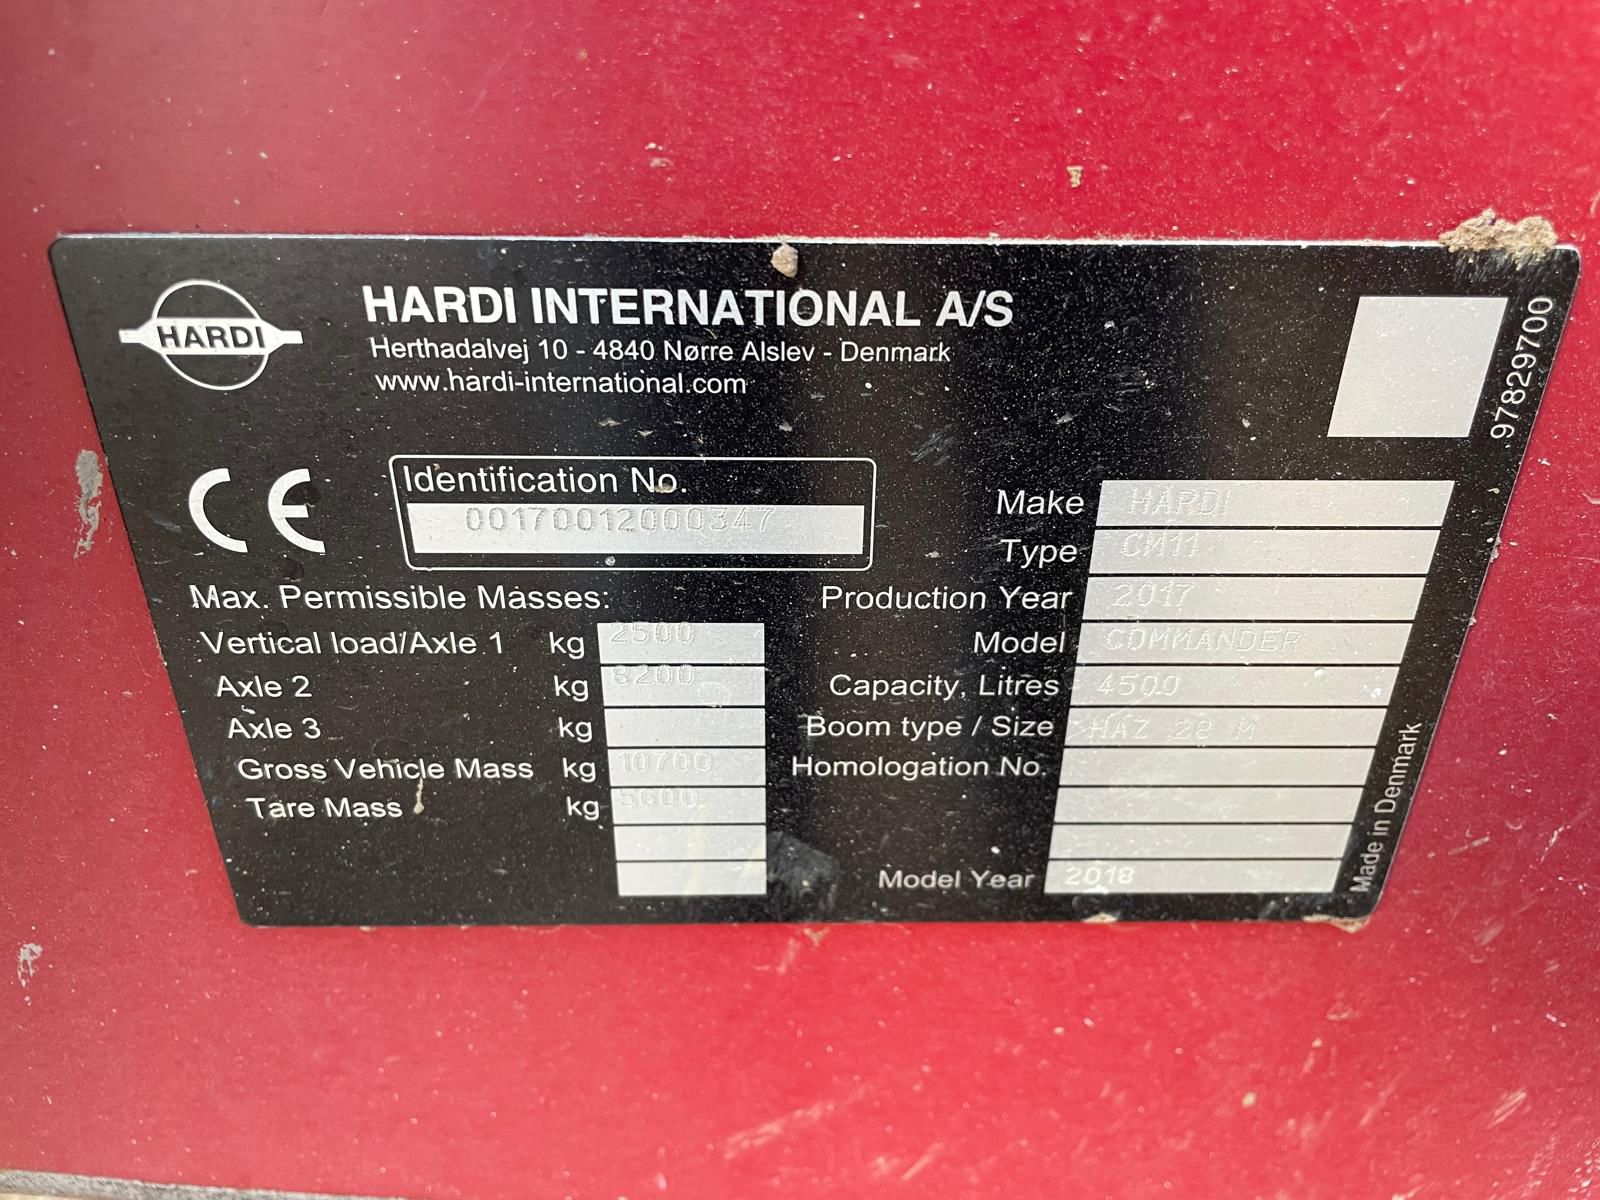 HARDI
HARDI INTERNATIONAL A/S
Herthadalvej 10 - 4840 Nørre Alslev - Denmark
www.hardi-international.com
97829700
CE
Identification No.
00170012000347
Make HARDI
Type CM11
Production Year 2017
Model COMMANDER
Capacity, Litres 4500
Boom type / Size HAZ 28 M
Homologation No.
Model Year 2018
Max. Permissible Masses:
Vertical load/Axle 1 kg 2500
Axle 2 kg 8200
Axle 3 kg
Gross Vehicle Mass kg 10700
Tare Mass kg 5600
Made in Denmark